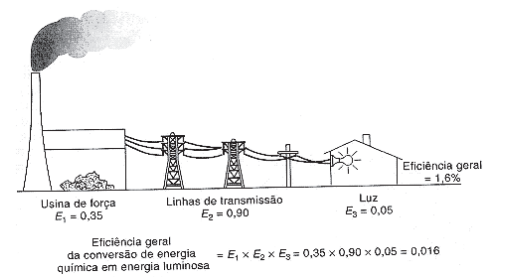 Eficiência geral
= 1,6%
Usina de força
E₁ = 0,35
Linhas de transmissão
E₂ = 0,90
Luz
E₃ = 0,05
Eficiência geral
da conversão de energia
química em energia luminosa
= E₁ × E₂ × E₃ = 0,35 × 0,90 × 0,05 = 0,016